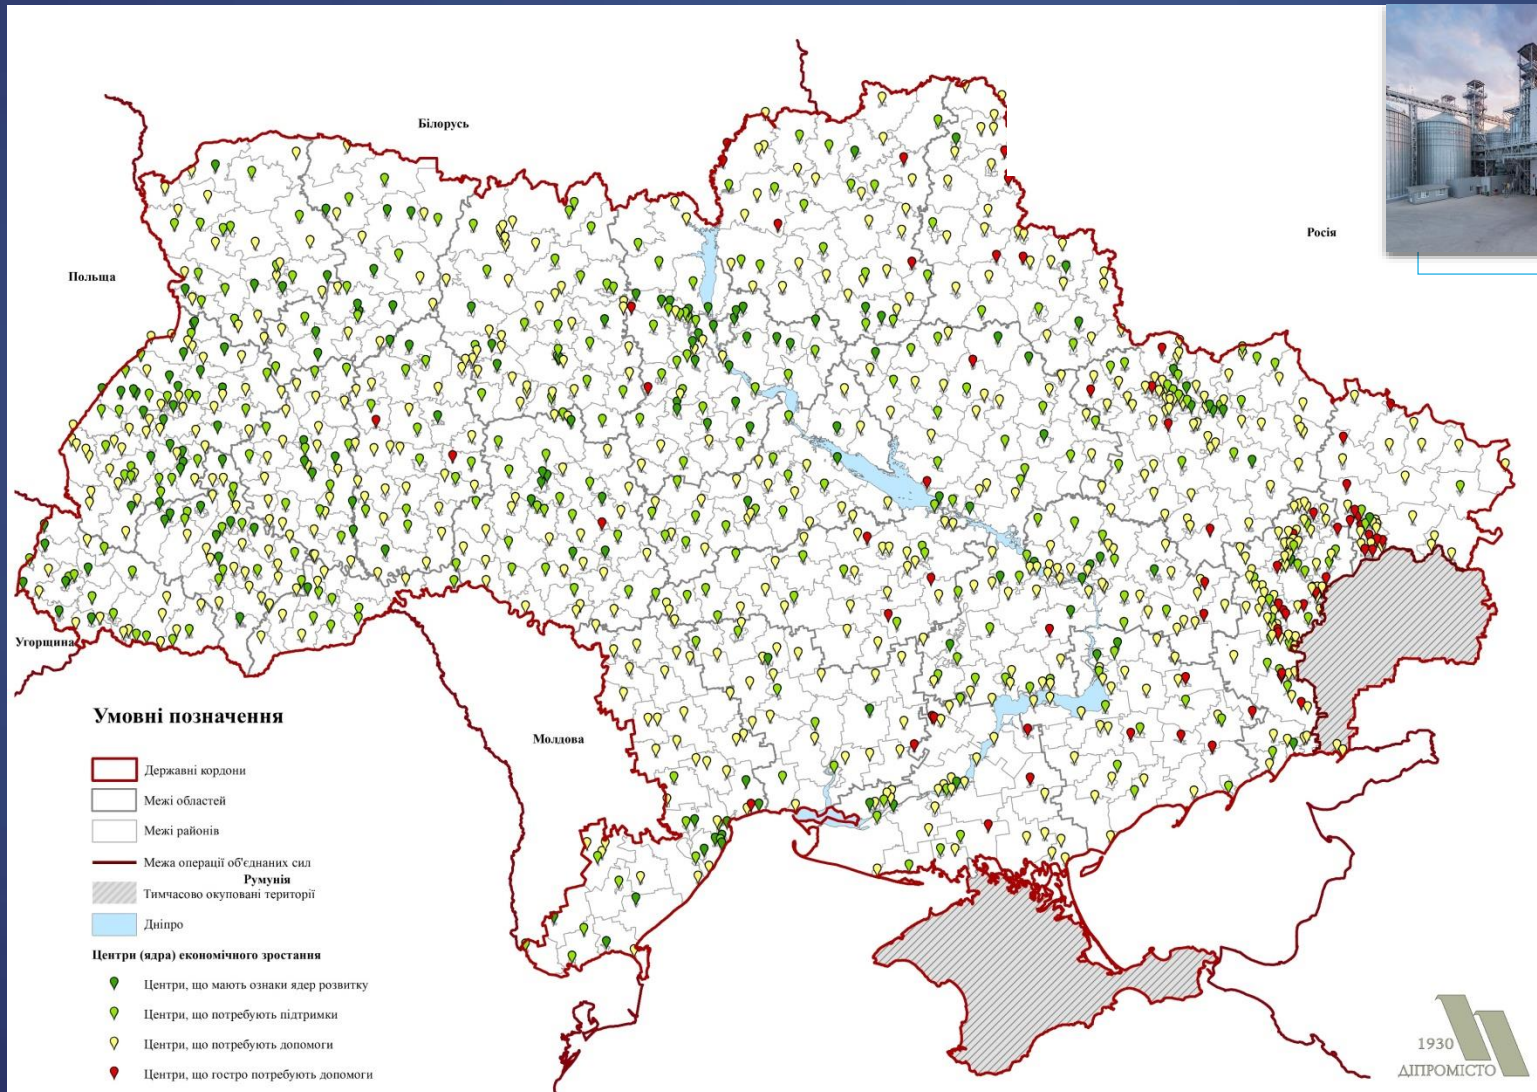 Білорусь
Росія
Польща
Угорщина
Молдова
Умовні позначення
Державні кордони
Межі областей
Межі районів
Межа операції об'єднаних сил
Румунія
Тимчасово окуповані території
Дніпро
Центри (ядра) економічного зростання
Центри, що мають ознаки ядер розвитку
Центри, що потребують підтримки
Центри, що потребують допомоги
Центри, що гостро потребують допомоги
1930
ДІПРОМІСТО